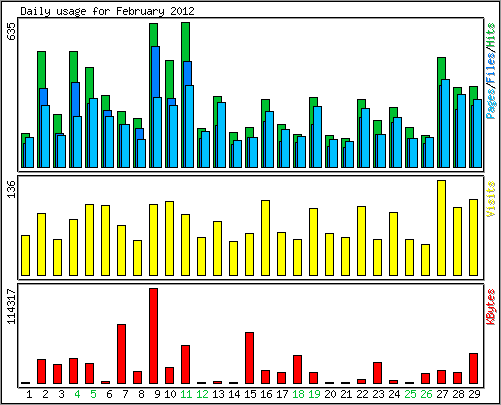 Daily usage for February 2012
635
Pages/Files/Hits
136
Visits
114317
KBytes
1 2 3 4 5 6 7 8 9 10 11 12 13 14 15 16 17 18 19 20 21 22 23 24 25 26 27 28 29